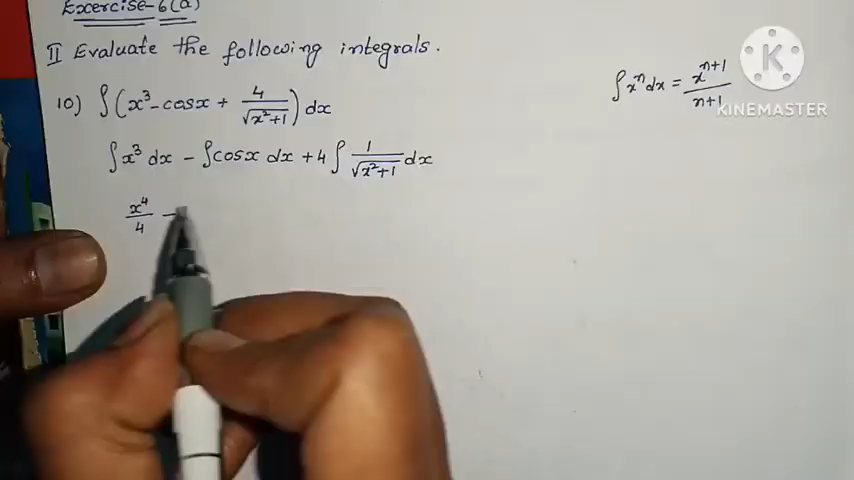 Excercise-6(a)
II Evaluate the following integrals.
10) ∫(x³ - cosx + 4/√(x²+1)) dx
∫x³ dx - ∫cosx dx + 4∫ 1/√(x²+1) dx
x⁴/4 -
∫xⁿdx = xⁿ⁺¹/n+1
K
KINEMASTER